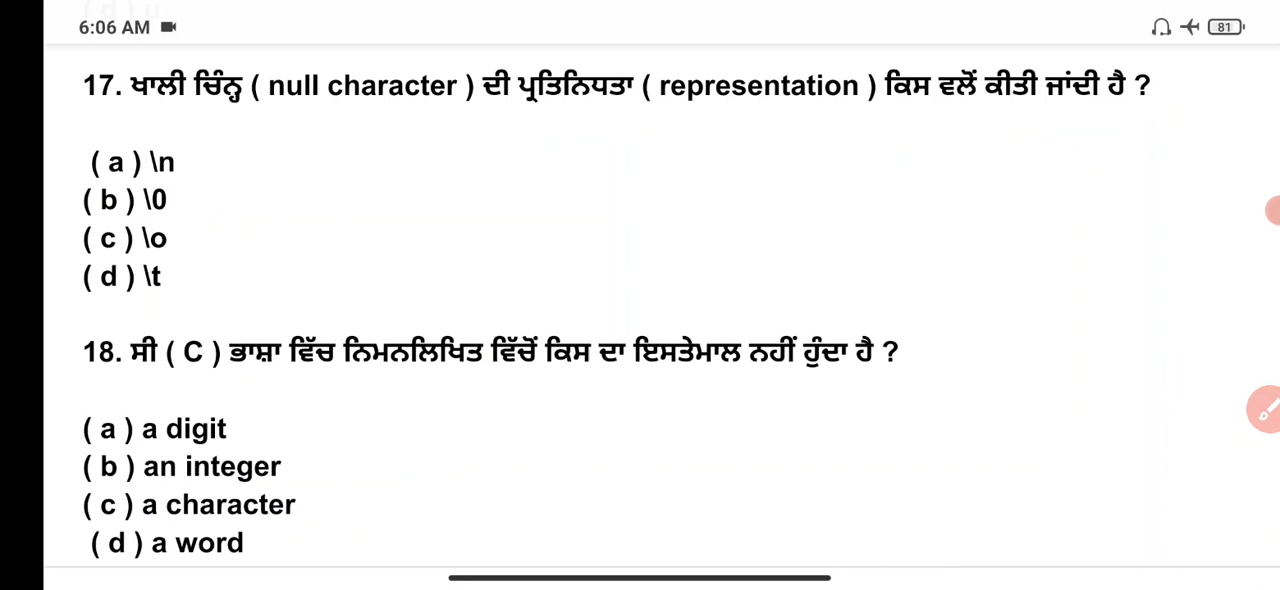 6:06 AM
81
17. ਖਾਲੀ ਚਿੰਨ੍ਹ ( null character ) ਦੀ ਪ੍ਰਤਿਨਿਧਤਾ ( representation ) ਕਿਸ ਵਲੋਂ ਕੀਤੀ ਜਾਂਦੀ ਹੈ ?
( a ) \n
( b ) \0
( c ) \o
( d ) \t
18. ਸੀ ( C ) ਭਾਸ਼ਾ ਵਿੱਚ ਨਿਮਨਲਿਖਿਤ ਵਿੱਚੋਂ ਕਿਸ ਦਾ ਇਸਤੇਮਾਲ ਨਹੀਂ ਹੁੰਦਾ ਹੈ ?
( a ) a digit
( b ) an integer
( c ) a character
( d ) a word